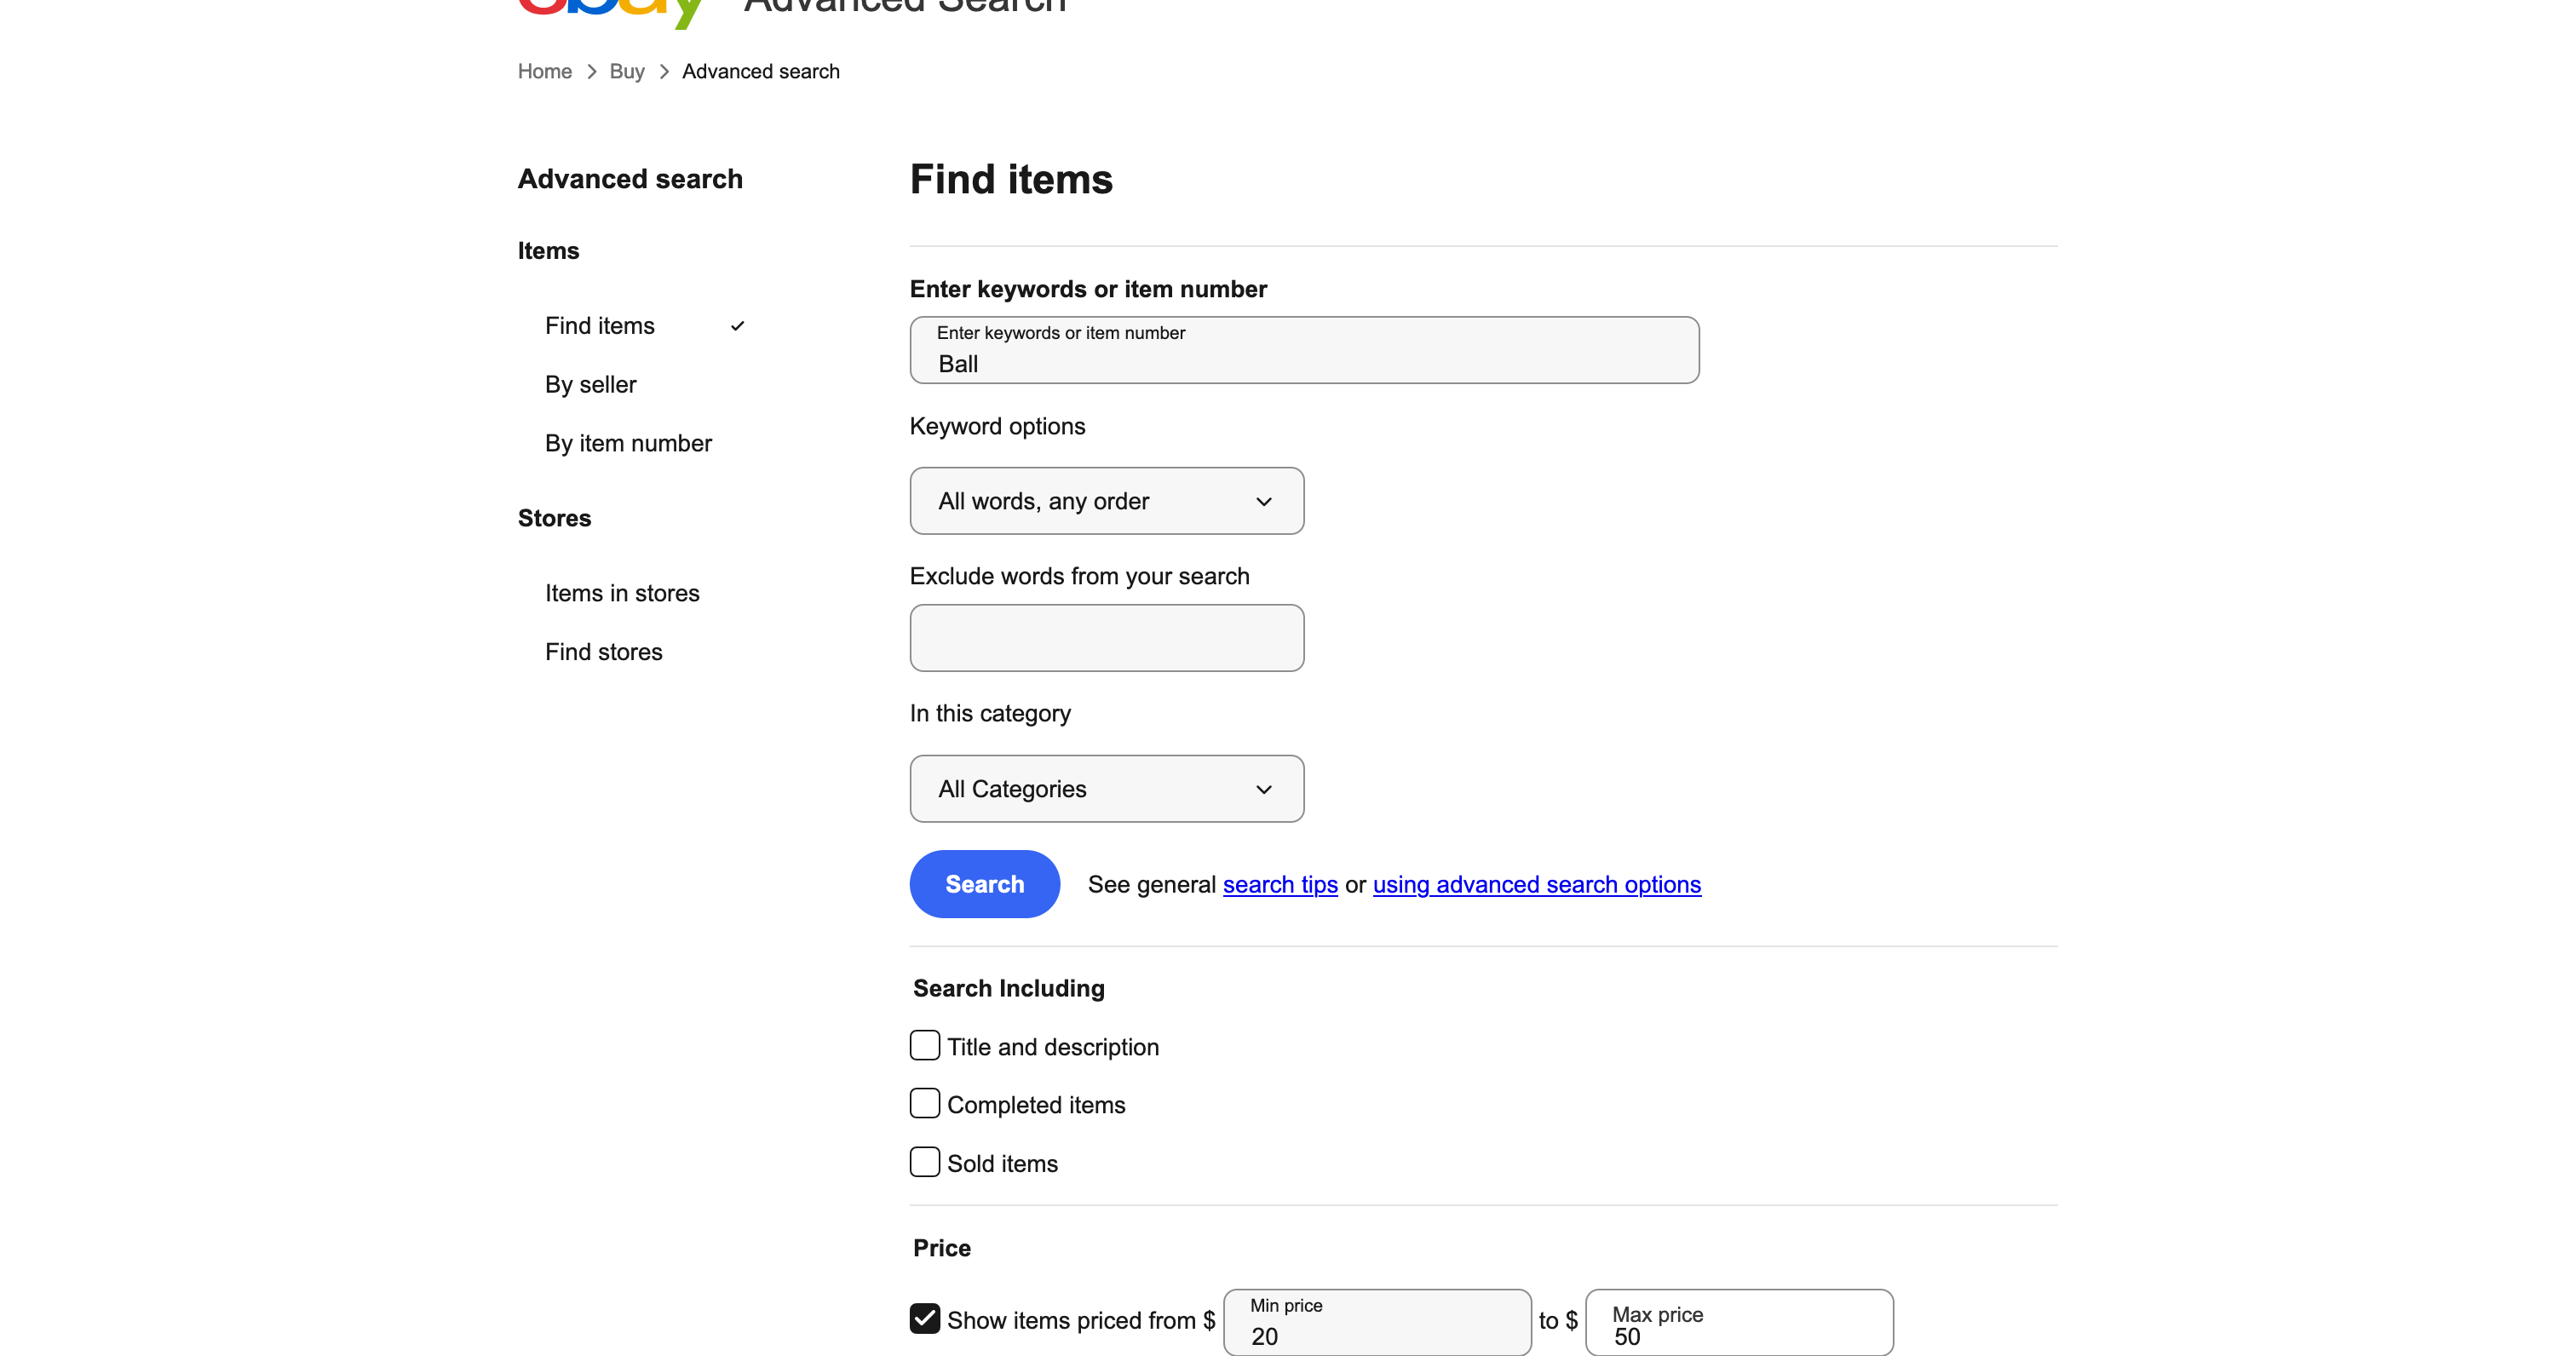 ebay Advanced Search
Home > Buy > Advanced search
Advanced search
Items
Find items
By seller
By item number
Stores
Items in stores
Find stores
Find items
Enter keywords or item number
Enter keywords or item number
Ball
Keyword options
All words, any order
Exclude words from your search
In this category
All Categories
Search See general search tips or using advanced search options
Search Including
Title and description
Completed items
Sold items
Price
Show items priced from $ Min price 20 to $ Max price 50